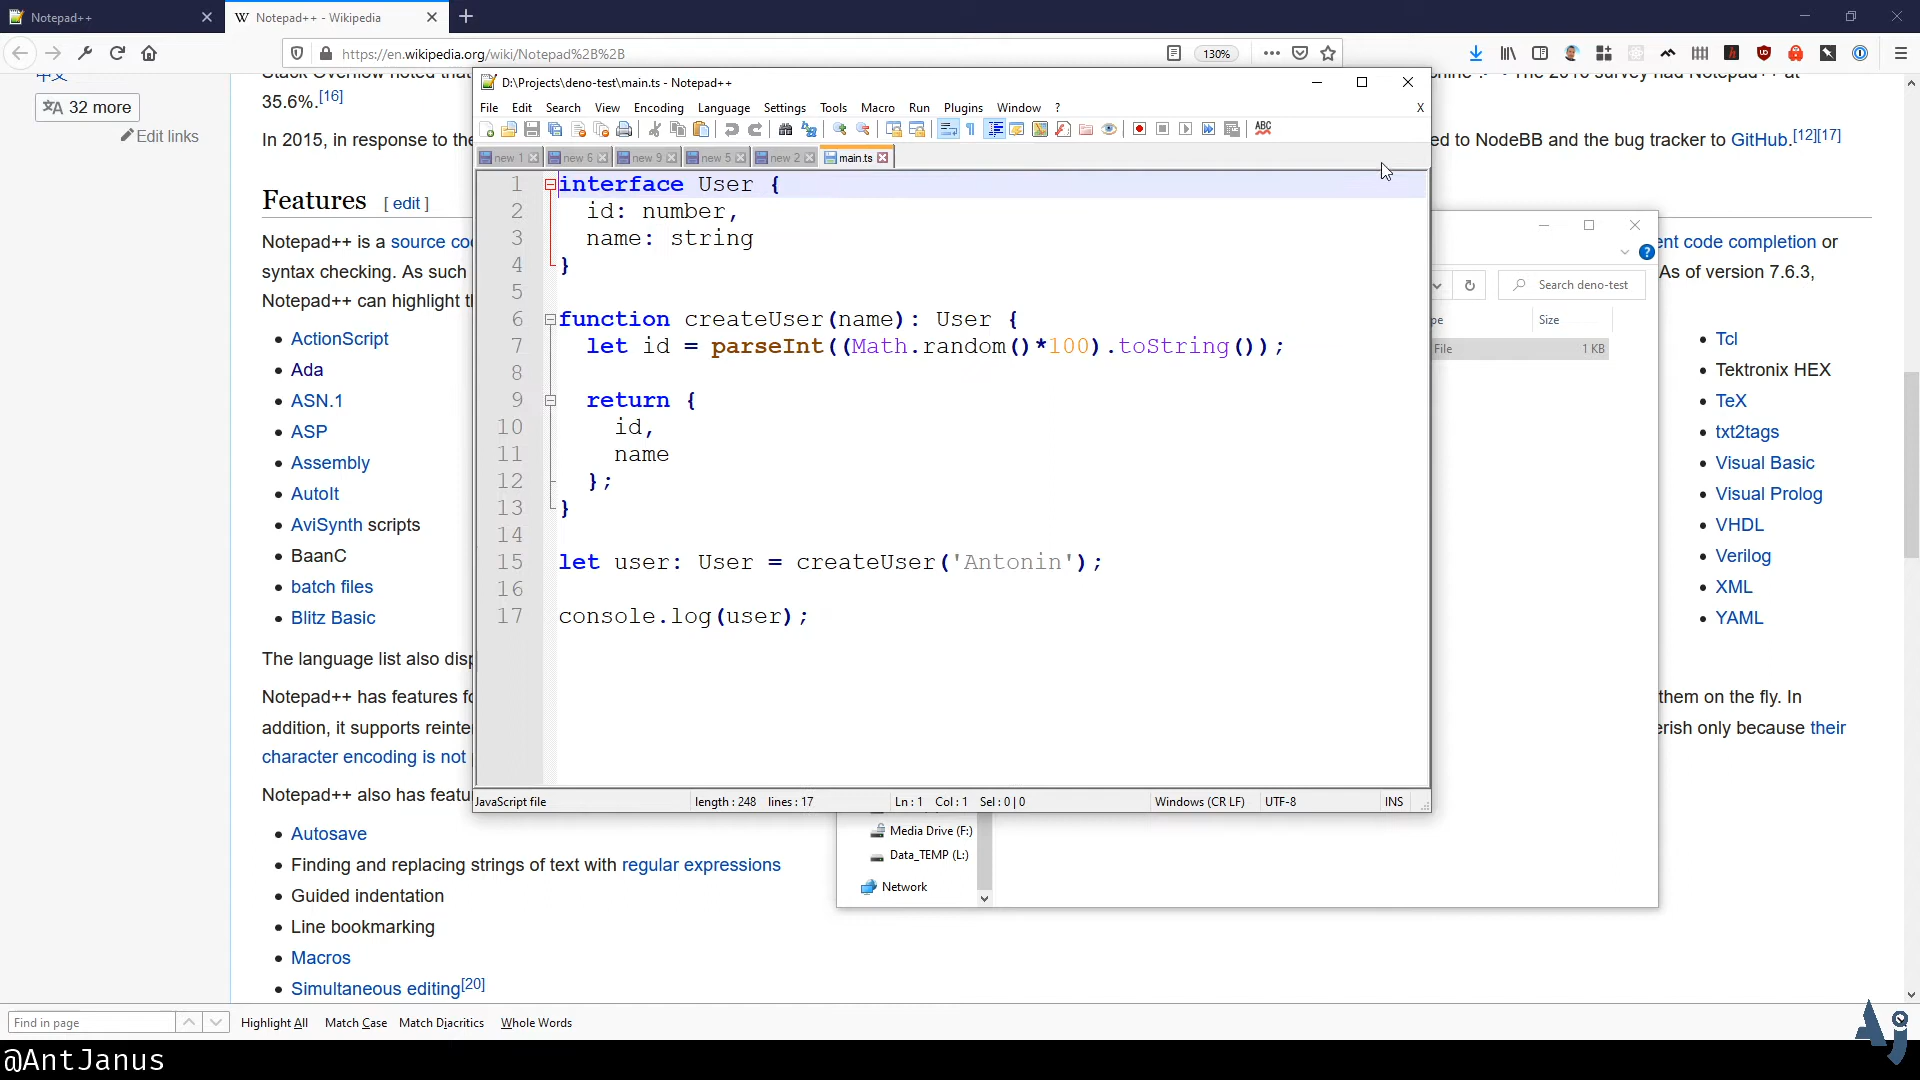 Notepad++
Notepad++ - Wikipedia
https://en.wikipedia.org/wiki/Notepad%2B%2B
130%
32 more
Edit links
35.6%.[16]
In 2015, in response to the
ed to NodeBB and the bug tracker to GitHub.[12][17]
Features [ edit ]
Notepad++ is a source co
ent code completion or
syntax checking. As such
As of version 7.6.3,
Notepad++ can highlight t
ActionScript
Ada
ASN.1
ASP
Assembly
AutoIt
AviSynth scripts
BaanC
batch files
Blitz Basic
Tcl
Tektronix HEX
TeX
txt2tags
Visual Basic
Visual Prolog
VHDL
Verilog
XML
YAML
The language list also disp
Notepad++ has features fo
them on the fly. In
addition, it supports reinte
erish only because their
character encoding is not
Notepad++ also has featu
Autosave
Finding and replacing strings of text with regular expressions
Guided indentation
Line bookmarking
Macros
Simultaneous editing[20]
D:\Projects\deno-test\main.ts - Notepad++
File Edit Search View Encoding Language Settings Tools Macro Run Plugins Window ?
X
ABC
new 1 new 6 new 9 new 5 new 2 main.ts
1 interface User {
2 id: number,
3 name: string
4 }
5
6 function createUser(name): User {
7 let id = parseInt((Math.random()*100).toString());
8
9 return {
10 id,
11 name
12 };
13 }
14
15 let user: User = createUser('Antonin');
16
17 console.log(user);
JavaScript file length : 248 lines : 17 Ln : 1 Col : 1 Sel : 0 | 0 Windows (CR LF) UTF-8 INS
Search deno-test
pe Size
File 1 KB
Media Drive (F:)
Data_TEMP (L:)
Network
Find in page Highlight All Match Case Match Diacritics Whole Words
@AntJanus